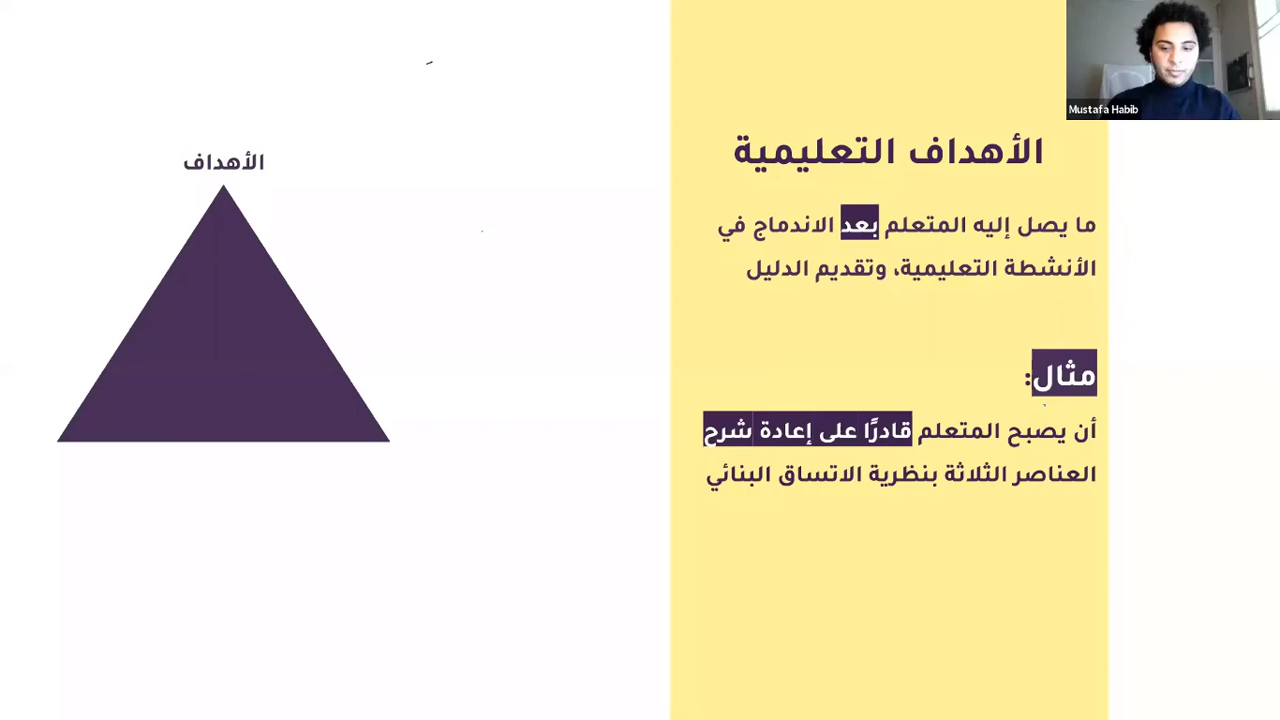 Mustafa Habib
الأهداف التعليمية
ما يصل إليه المتعلم بعد الاندماج في
الأنشطة التعليمية، وتقديم الدليل
مثال:
أن يصبح المتعلم قادرًا على إعادة شرح
العناصر الثلاثة بنظرية الاتساق البنائي
الأهداف